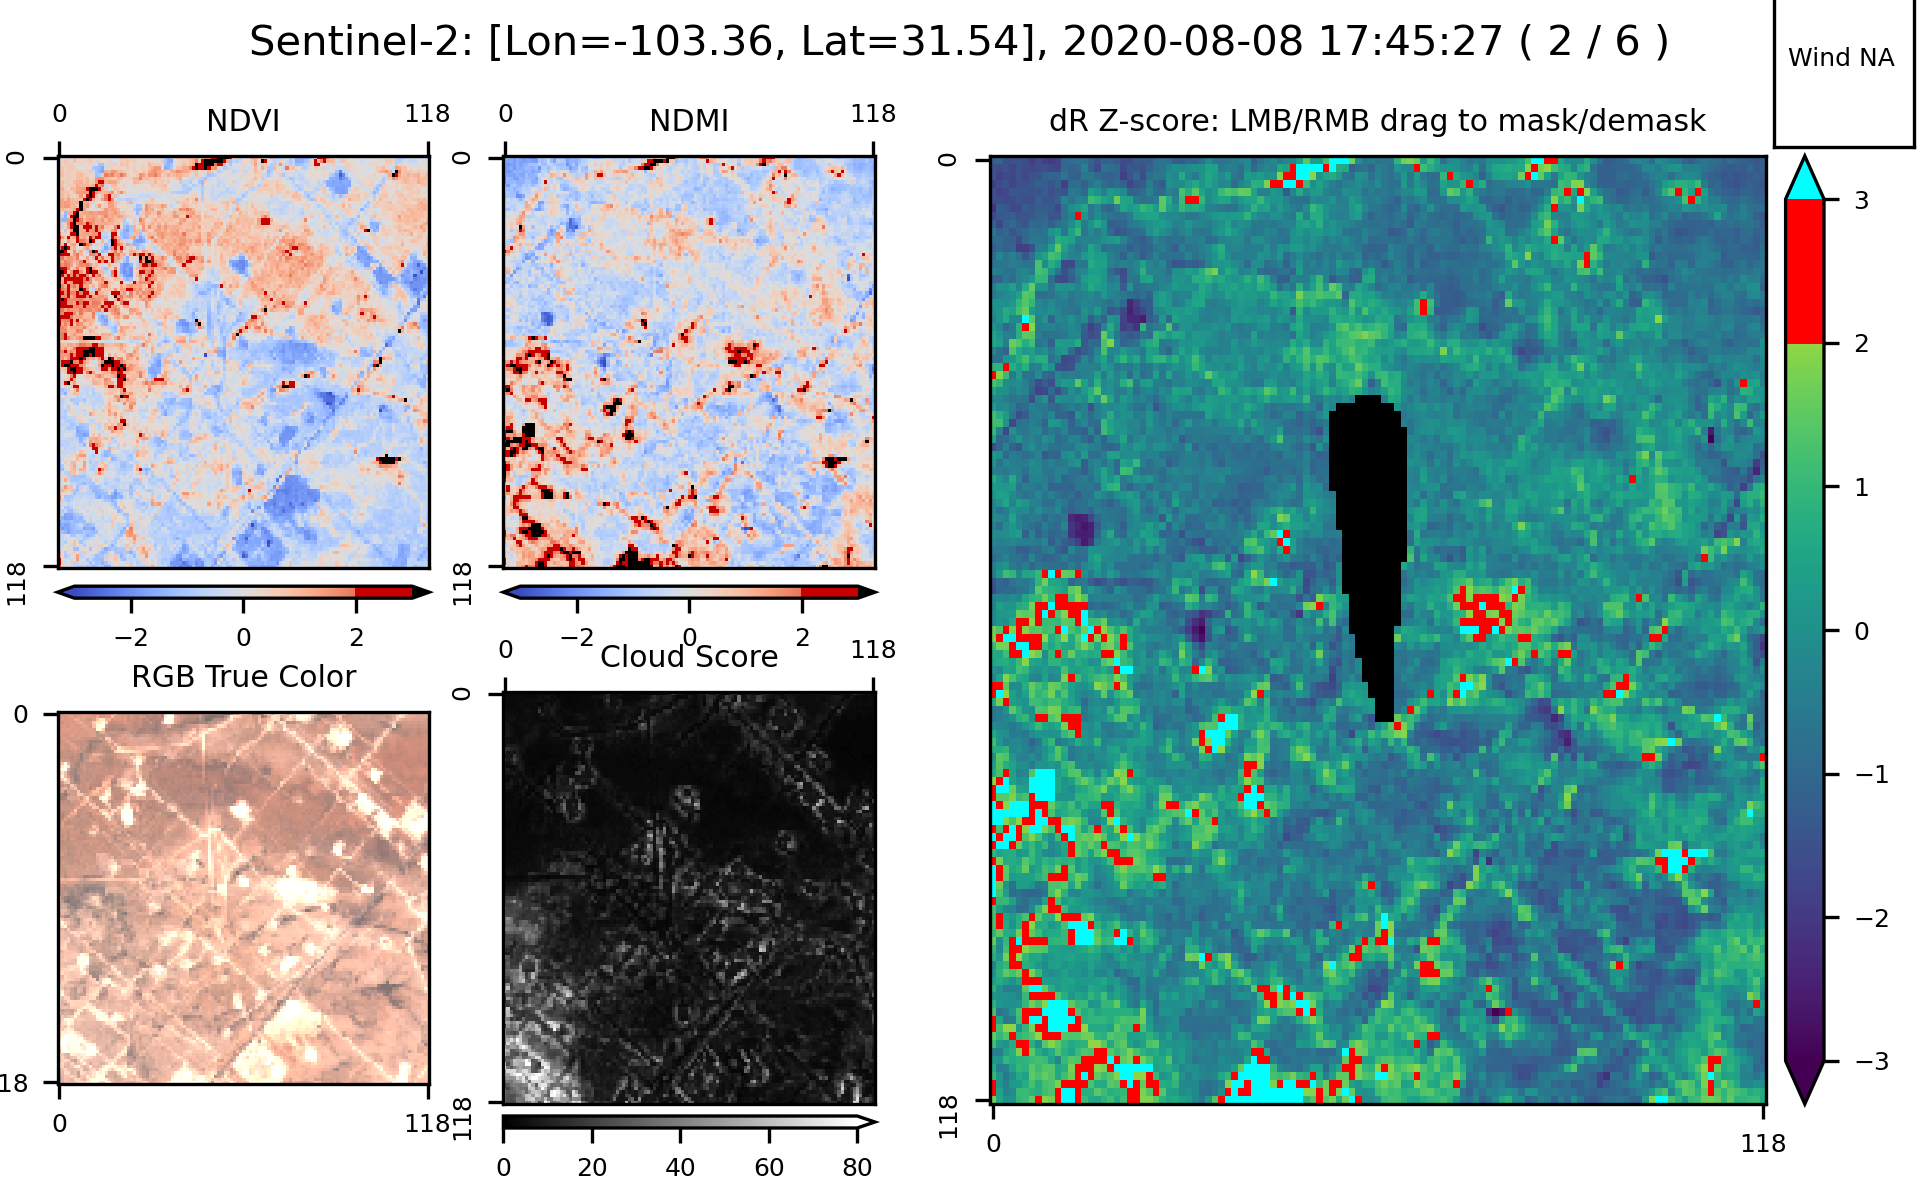 Sentinel-2: [Lon=-103.36, Lat=31.54], 2020-08-08 17:45:27 ( 2 / 6 )
Wind NA
NDVI
0 118
0
118
−2 0 2
NDMI
0 118
0
118
−2 0 2
dR Z-score: LMB/RMB drag to mask/demask
0
118
0 118
3
2
1
0
−1
−2
−3
RGB True Color
0
18
0 118
Cloud Score
0 118
0
118
0 20 40 60 80